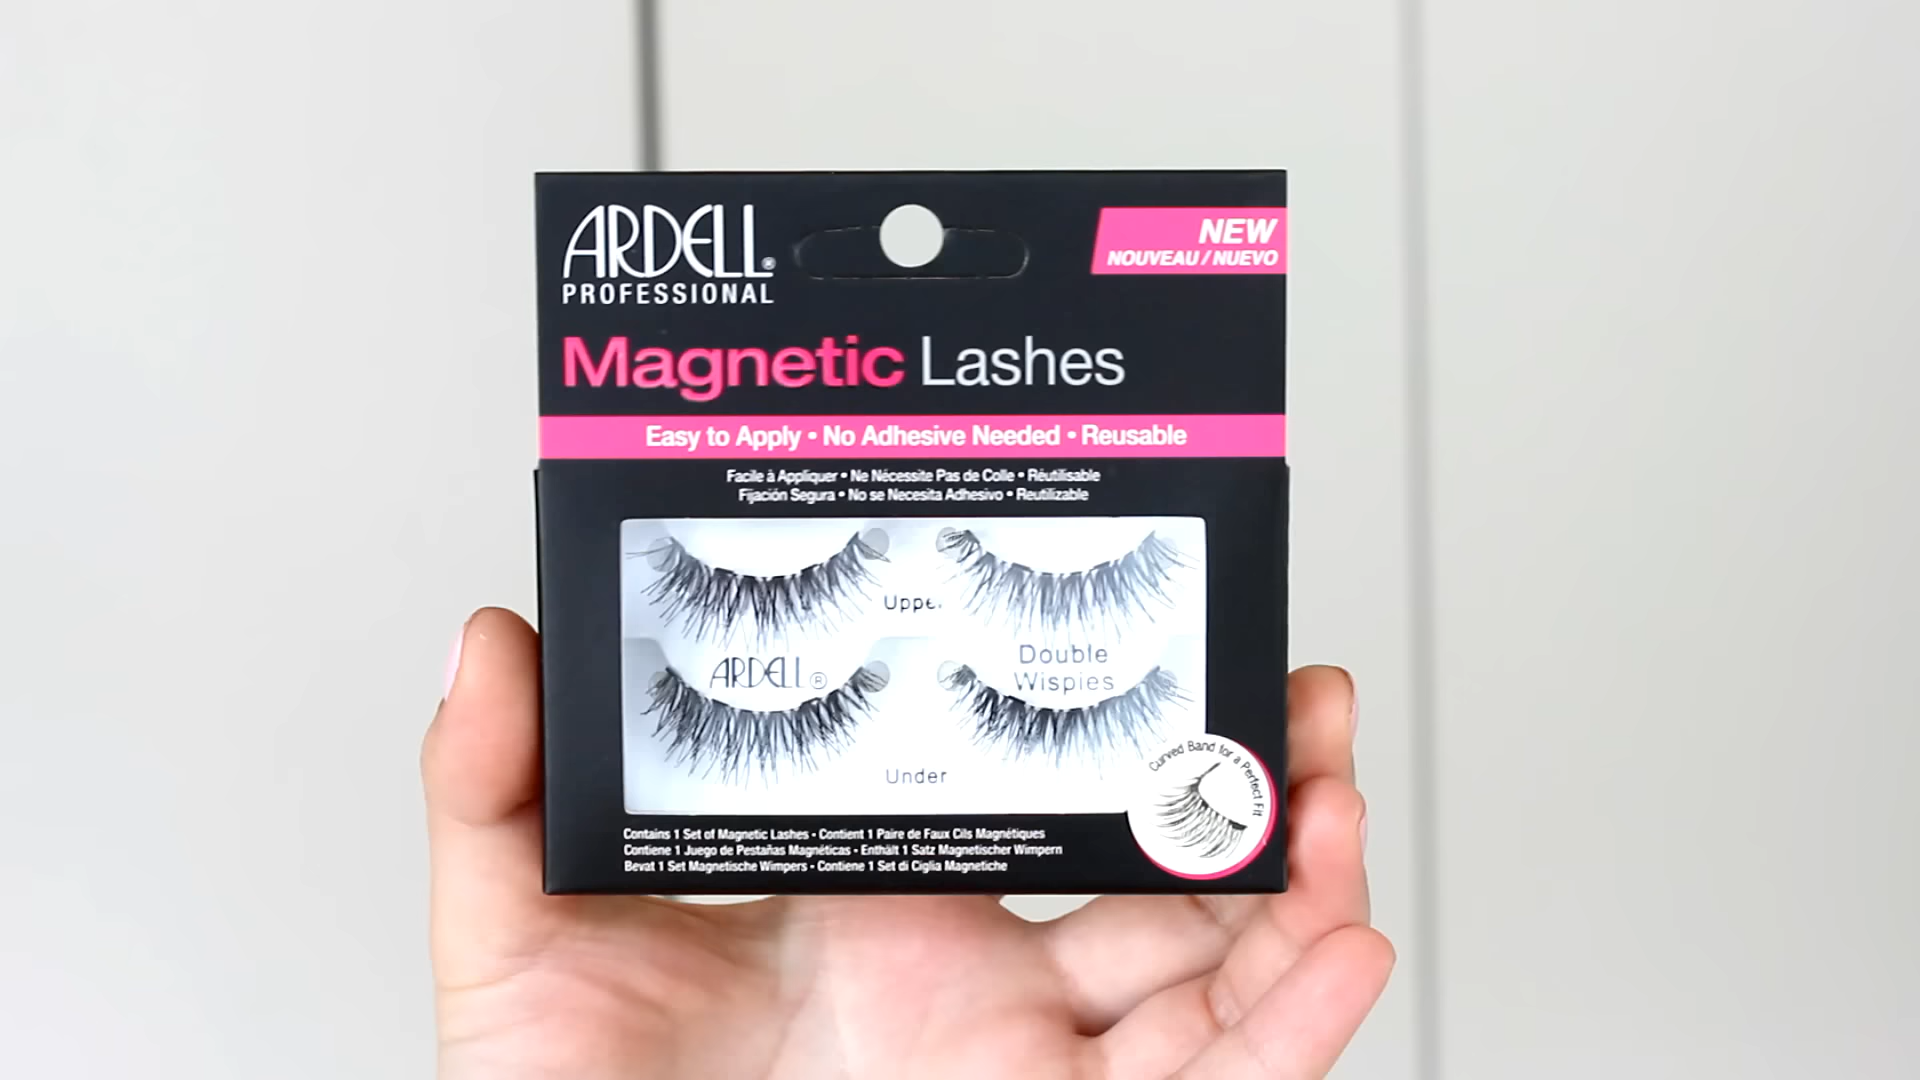 ARDELL®
PROFESSIONAL
NEW
NOUVEAU / NUEVO
Magnetic Lashes
Easy to Apply • No Adhesive Needed • Reusable
Facile à Appliquer • Ne Nécessite Pas de Colle • Réutilisable
Fijación Segura • No se Necesita Adhesivo • Reutilizable
Upper
ARDELL®
Double
Wispies
Under
Curved Band for a Perfect Fit!
Contains 1 Set of Magnetic Lashes • Contient 1 Paire de Faux Cils Magnétiques
Contiene 1 Juego de Pestañas Magnéticas • Enthält 1 Satz Magnetischer Wimpern
Bevat 1 Set Magnetische Wimpers • Contiene 1 Set di Ciglia Magnetiche